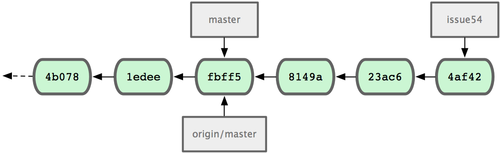 master
issue54
4b078
1edee
fbff5
8149a
23ac6
4af42
origin/master